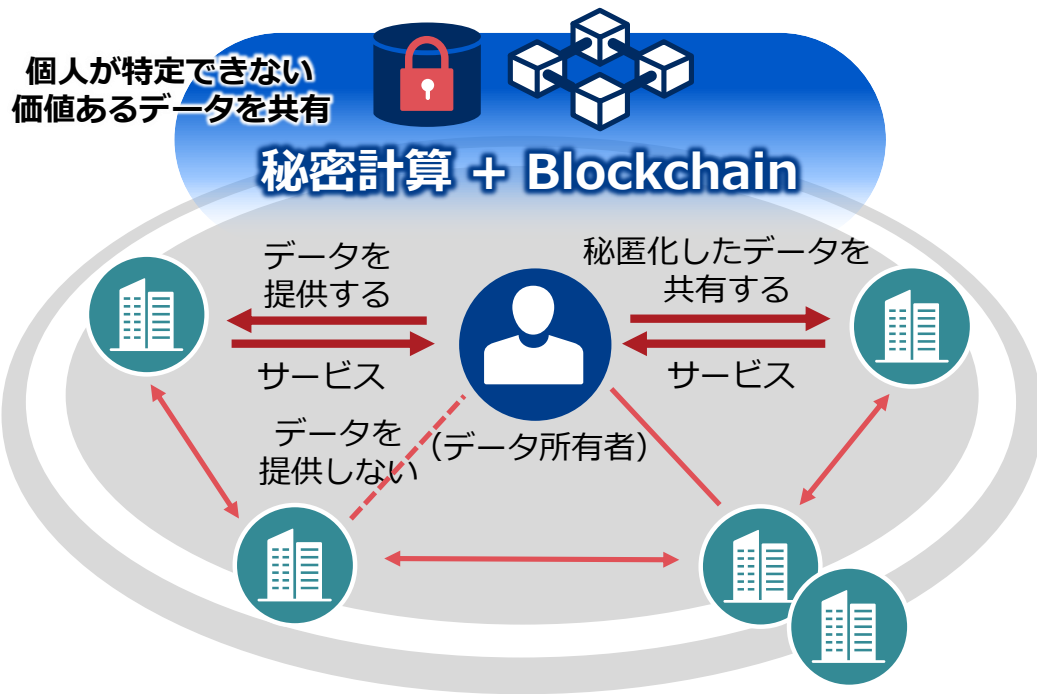 個人が特定できない
価値あるデータを共有
秘密計算 + Blockchain
データを
提供する
サービス
秘匿化したデータを
共有する
サービス
データを
提供しない
（データ所有者）